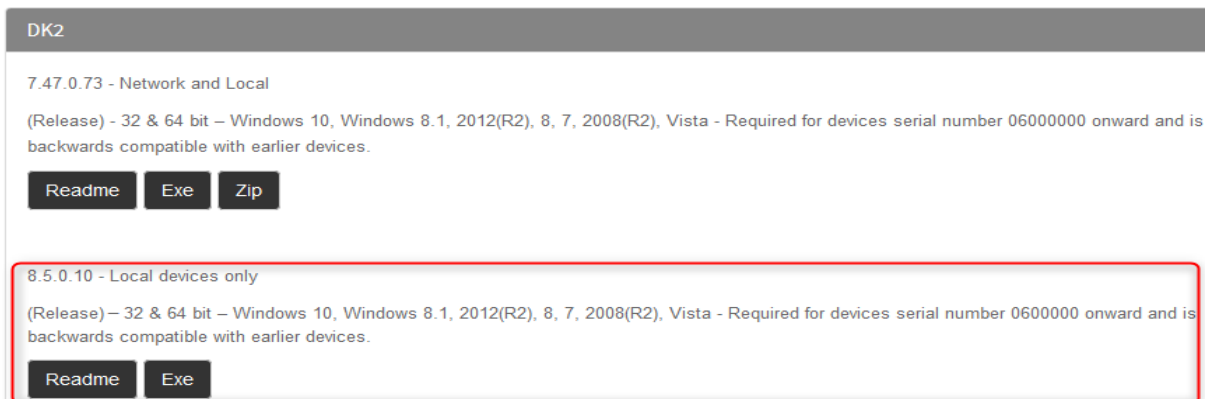 DK2
7.47.0.73 - Network and Local
(Release) - 32 & 64 bit – Windows 10, Windows 8.1, 2012(R2), 8, 7, 2008(R2), Vista - Required for devices serial number 06000000 onward and is
backwards compatible with earlier devices.
Readme Exe Zip
8.5.0.10 - Local devices only
(Release) – 32 & 64 bit – Windows 10, Windows 8.1, 2012(R2), 8, 7, 2008(R2), Vista - Required for devices serial number 0600000 onward and is
backwards compatible with earlier devices.
Readme Exe